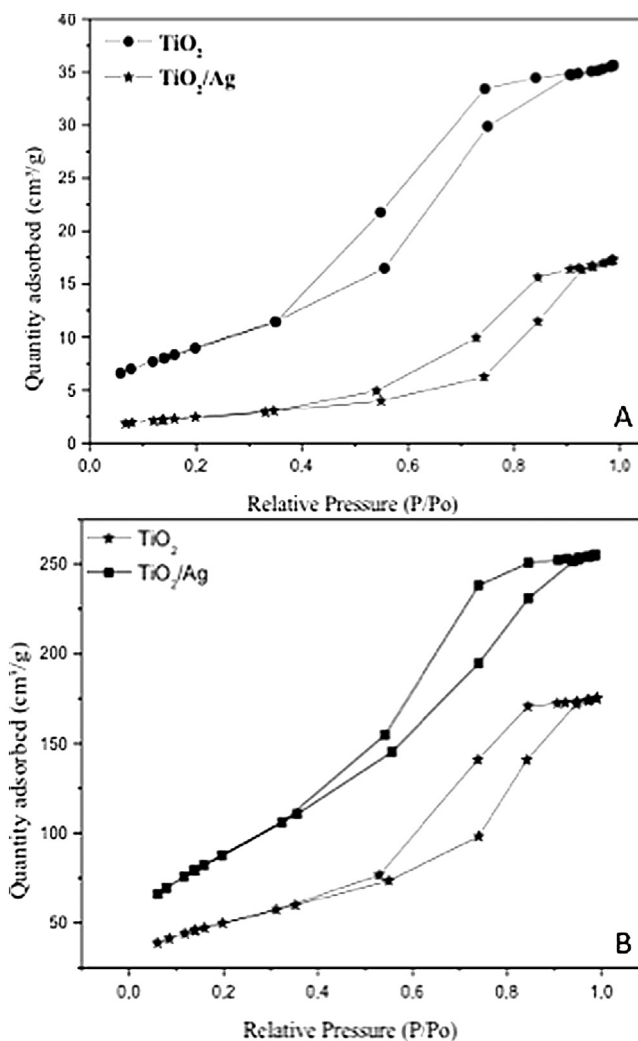 TiO₂
TiO₂/Ag
40
35
30
25
20
15
10
5
0
Quantity adsorbed (cm³/g)
A
0.0 0.2 0.4 0.6 0.8 1.0
Relative Pressure (P/Po)
TiO₂
TiO₂/Ag
250
200
150
100
50
Quantity adsorbed (cm³/g)
B
0.0 0.2 0.4 0.6 0.8 1.0
Relative Pressure (P/Po)